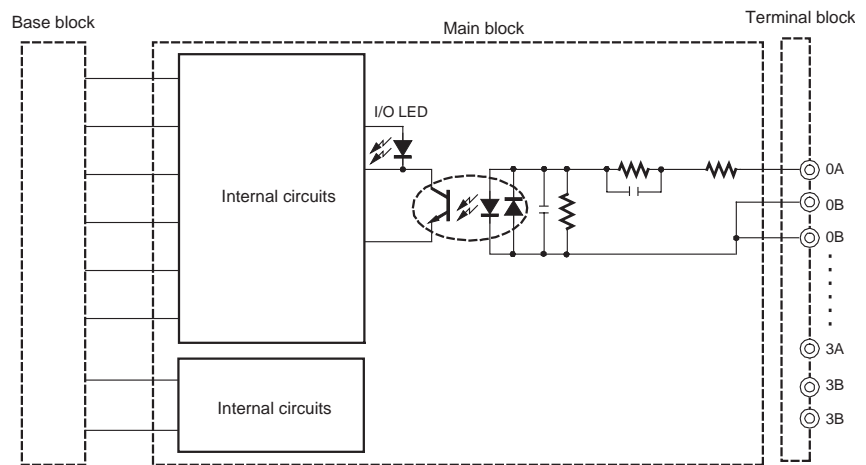 Base block
Main block
Terminal block
I/O LED
Internal circuits
0A
0B
0B
3A
3B
3B
Internal circuits